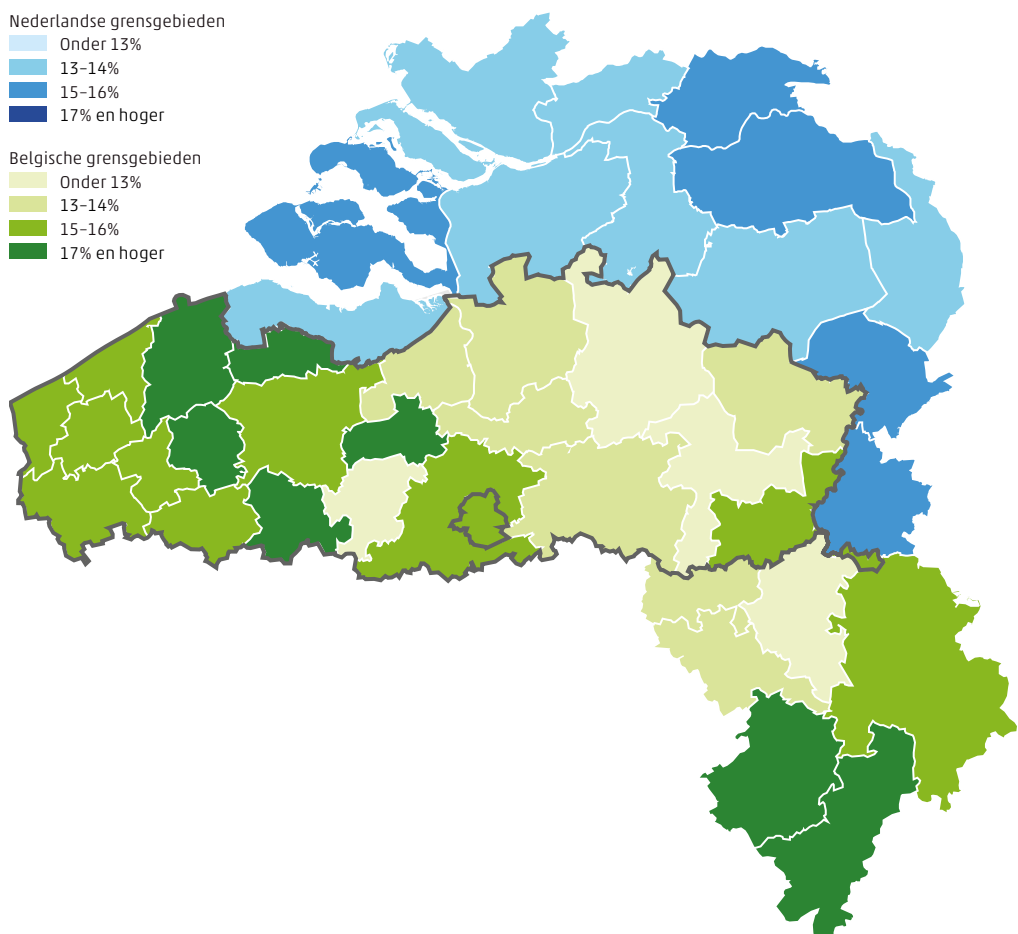 Nederlandse grensgebieden
Onder 13%
13-14%
15-16%
17% en hoger
Belgische grensgebieden
Onder 13%
13-14%
15-16%
17% en hoger